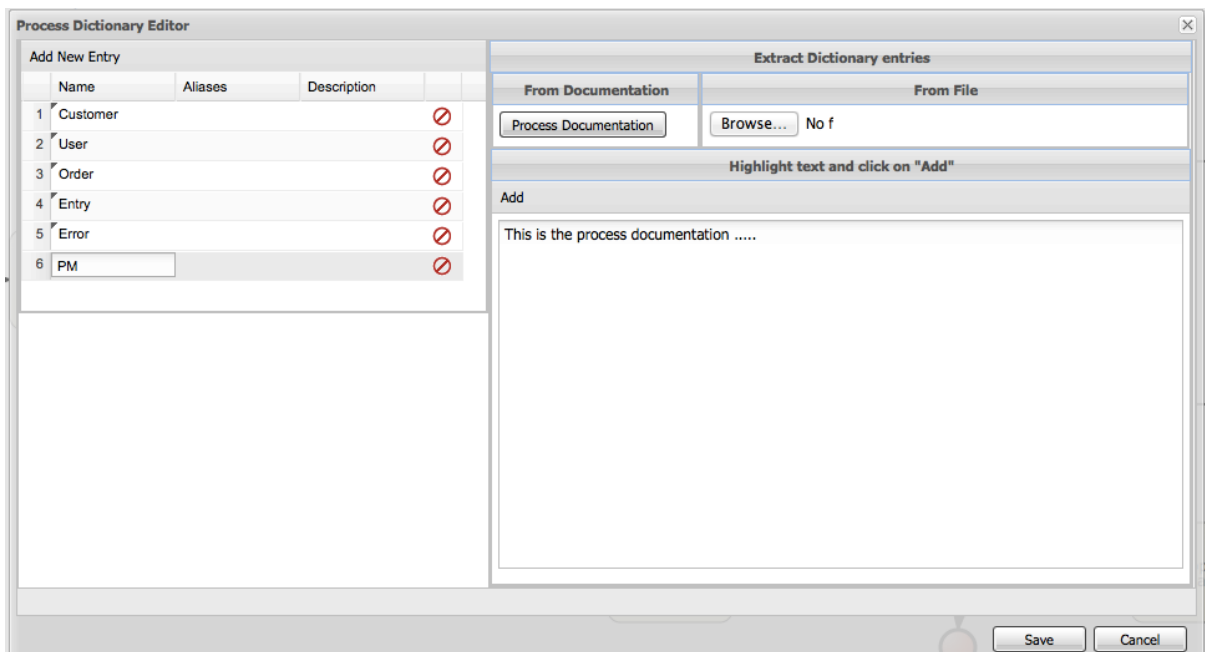 Process Dictionary Editor
Add New Entry
Name Aliases Description
1 Customer
2 User
3 Order
4 Entry
5 Error
6 PM
Extract Dictionary entries
From Documentation From File
Process Documentation Browse... No f
Highlight text and click on "Add"
Add
This is the process documentation .....
Save Cancel